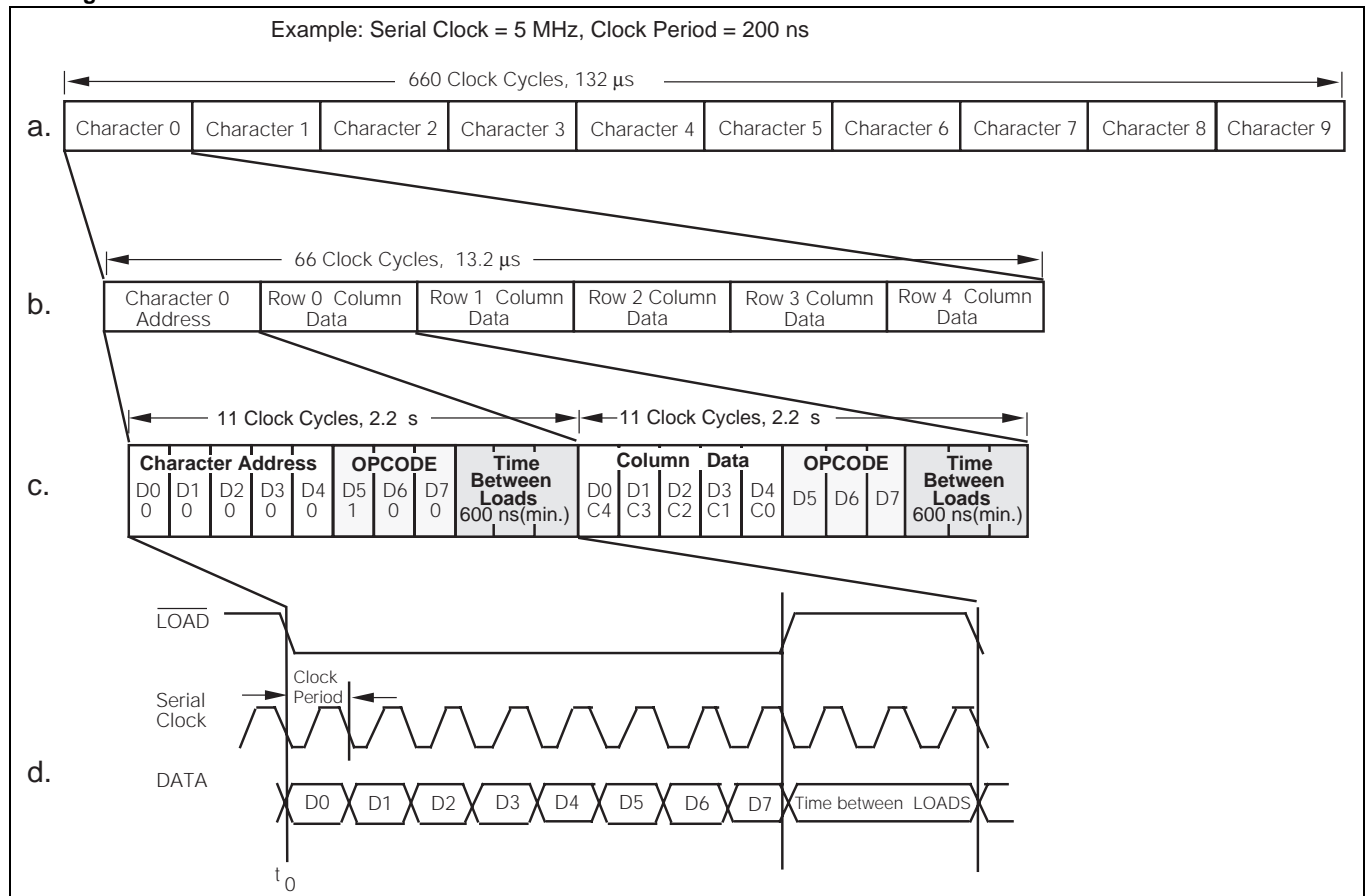 Example: Serial Clock = 5 MHz, Clock Period = 200 ns
660 Clock Cycles, 132 μs
a. Character 0 Character 1 Character 2 Character 3 Character 4 Character 5 Character 6 Character 7 Character 8 Character 9
66 Clock Cycles, 13.2 μs
b.
Character 0 Address
Row 0 Column Data
Row 1 Column Data
Row 2 Column Data
Row 3 Column Data
Row 4 Column Data
11 Clock Cycles, 2.2 s
11 Clock Cycles, 2.2 s
c.
Character Address OPCODE Time Between Loads Column Data OPCODE Time Between Loads
D0 D1 D2 D3 D4 D5 D6 D7 D0 D1 D2 D3 D4 D5 D6 D7
0 0 0 0 0 1 0 0 600 ns(min.) C4 C3 C2 C1 C0 600 ns(min.)
LOAD
Clock
Period
Serial
Clock
d.
DATA
D0 D1 D2 D3 D4 D5 D6 D7 Time between LOADS
t0